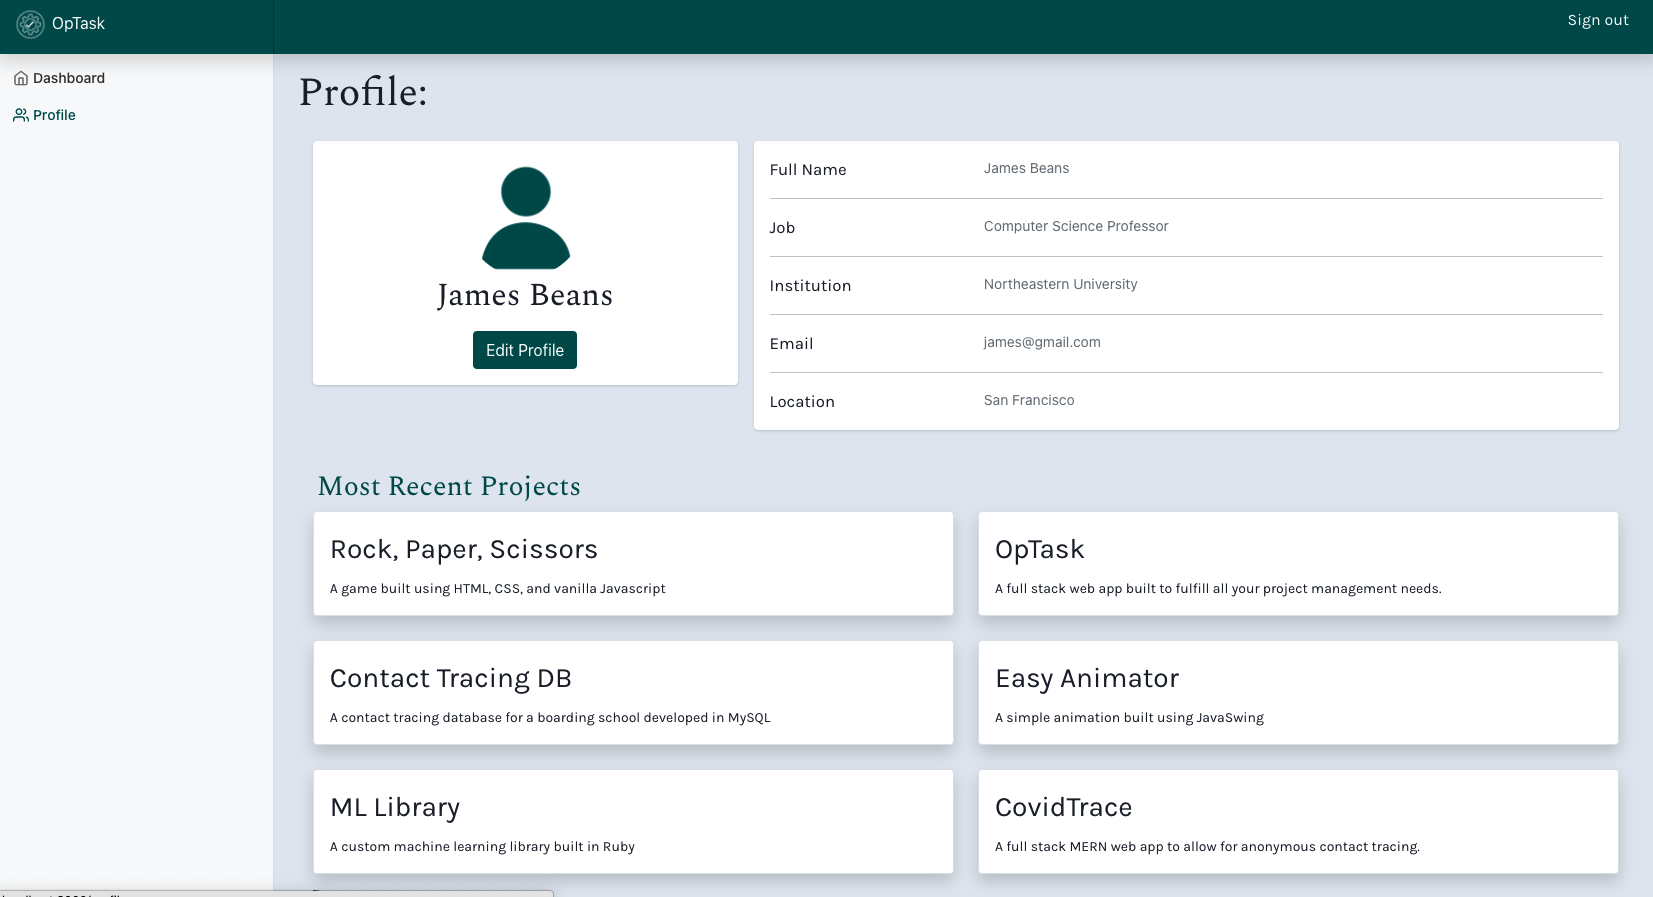 OpTask
Sign out
Dashboard
Profile
Profile:
James Beans
Edit Profile
Full Name James Beans
Job Computer Science Professor
Institution Northeastern University
Email james@gmail.com
Location San Francisco
Most Recent Projects
Rock, Paper, Scissors
A game built using HTML, CSS, and vanilla Javascript
OpTask
A full stack web app built to fulfill all your project management needs.
Contact Tracing DB
A contact tracing database for a boarding school developed in MySQL
Easy Animator
A simple animation built using JavaSwing
ML Library
A custom machine learning library built in Ruby
CovidTrace
A full stack MERN web app to allow for anonymous contact tracing.